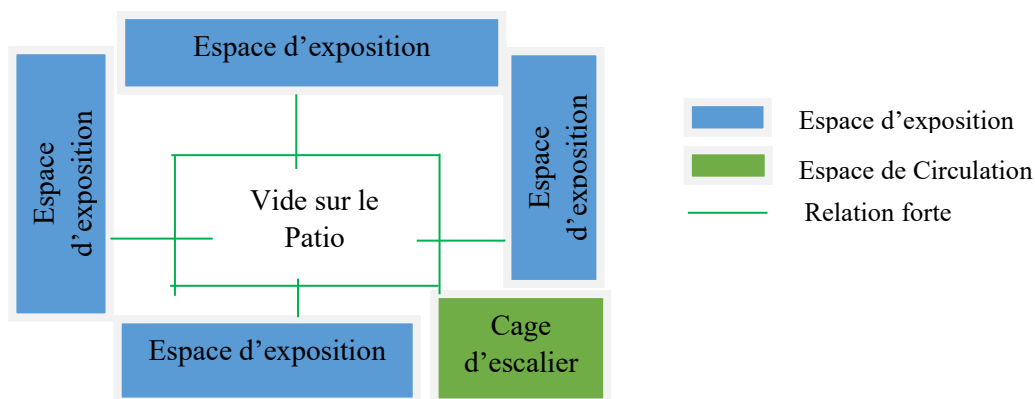 Espace d’exposition
Espace
d’exposition
Vide sur le
Patio
Espace
d’exposition
Espace d’exposition
Cage
d’escalier
Espace d’exposition
Espace de Circulation
Relation forte